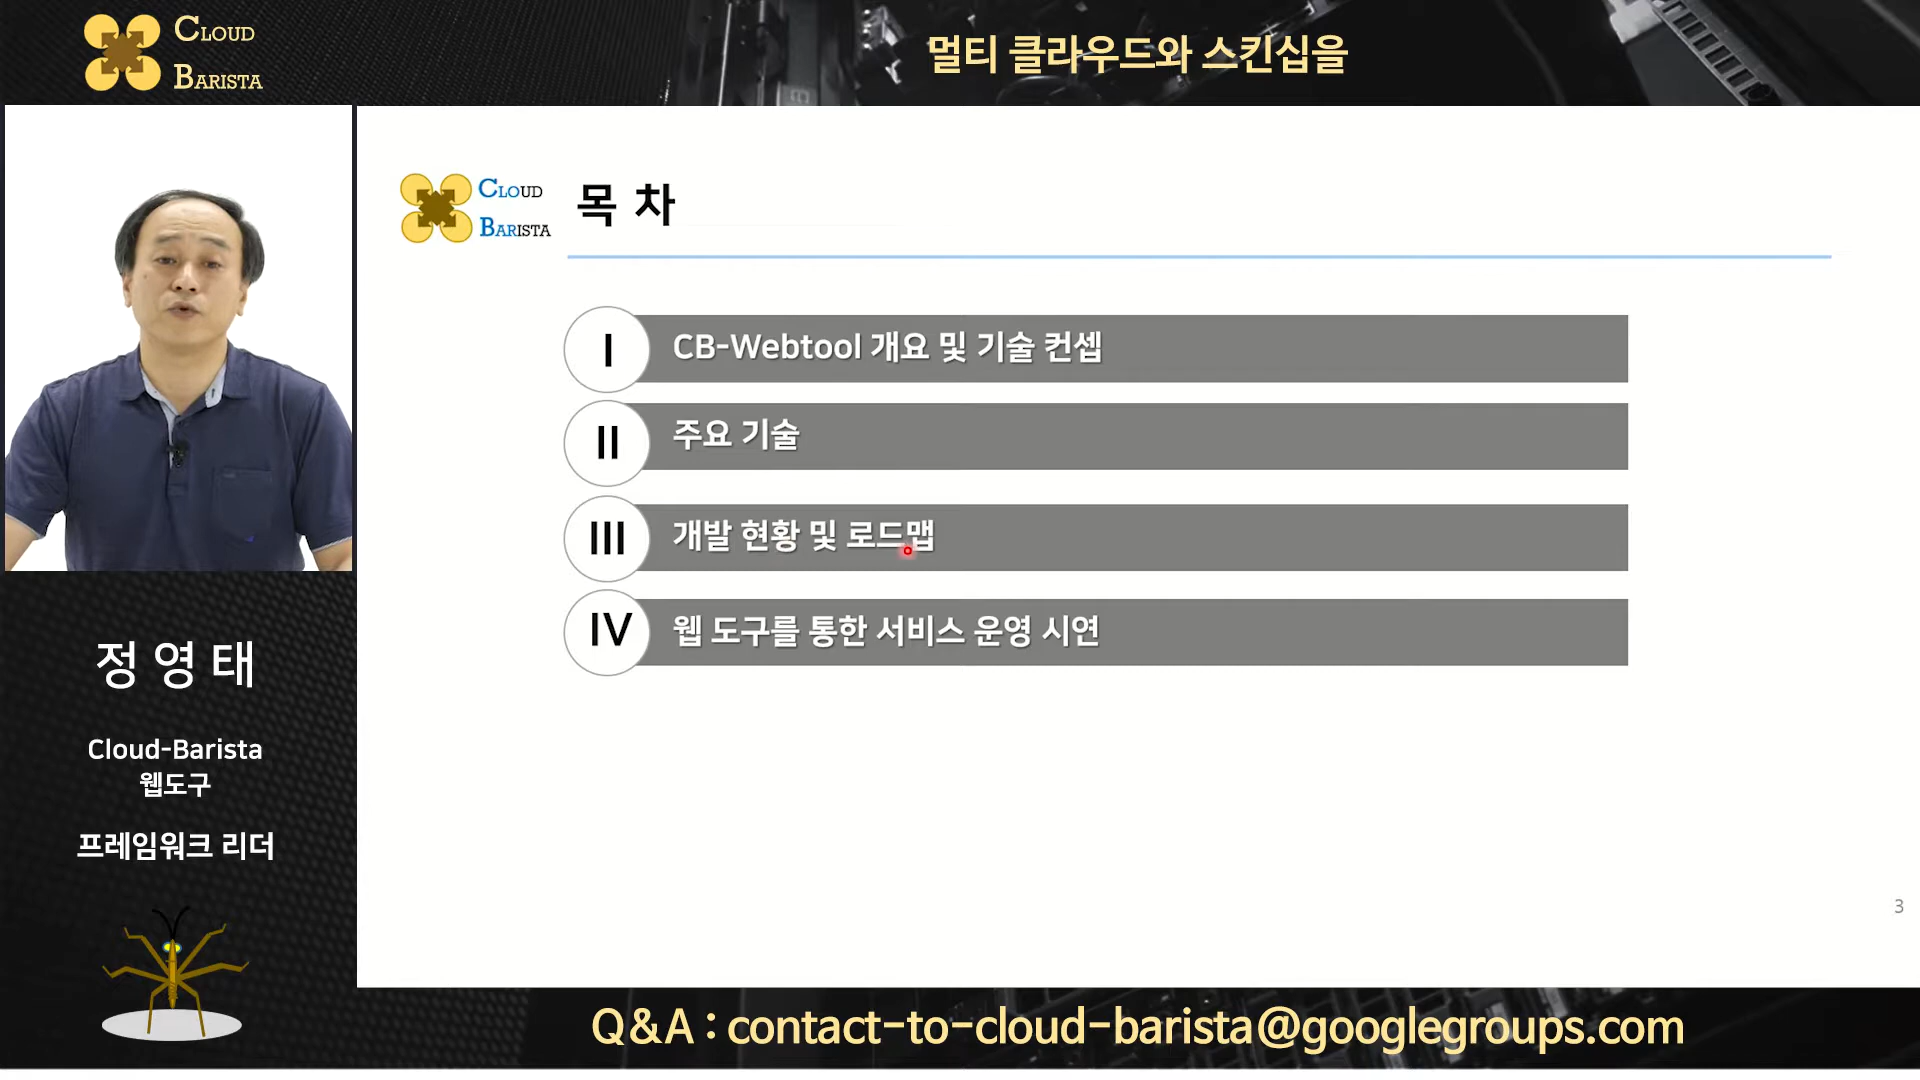 CLOUD
BARISTA
멀티 클라우드와 스킨십을
CLOUD
BARISTA
목 차
I CB-Webtool 개요 및 기술 컨셉
II 주요 기술
III 개발 현황 및 로드맵
IV 웹 도구를 통한 서비스 운영 시연
정 영 태
Cloud-Barista
웹도구
프레임워크 리더
3
Q&A : contact-to-cloud-barista@googlegroups.com